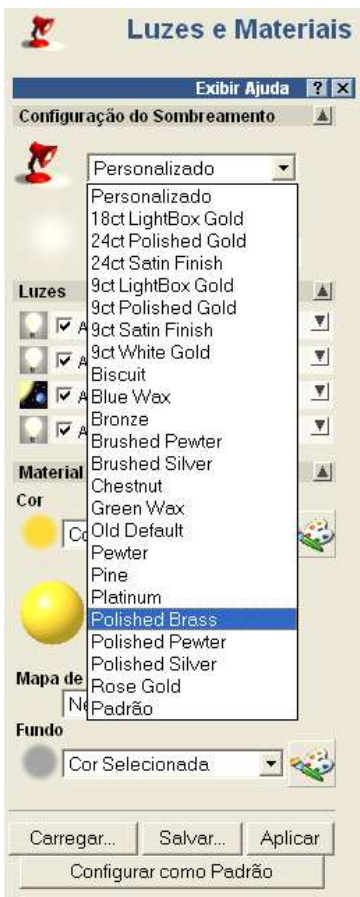 Luzes e Materiais
Exibir Ajuda ? X
Configuração do Sombreamento
Personalizado
Personalizado
18ct LightBox Gold
24ct Polished Gold
24ct Satin Finish
9ct LightBox Gold
9ct Polished Gold
9ct Satin Finish
9ct White Gold
Biscuit
Blue Wax
Bronze
Brushed Pewter
Brushed Silver
Chestnut
Green Wax
Old Default
Pewter
Pine
Platinum
Polished Brass
Polished Pewter
Polished Silver
Rose Gold
Padrão
Luzes
A
A
A
A
Material
Cor
Mapa de
Fundo
Cor Selecionada
Carregar... Salvar... Aplicar
Configurar como Padrão